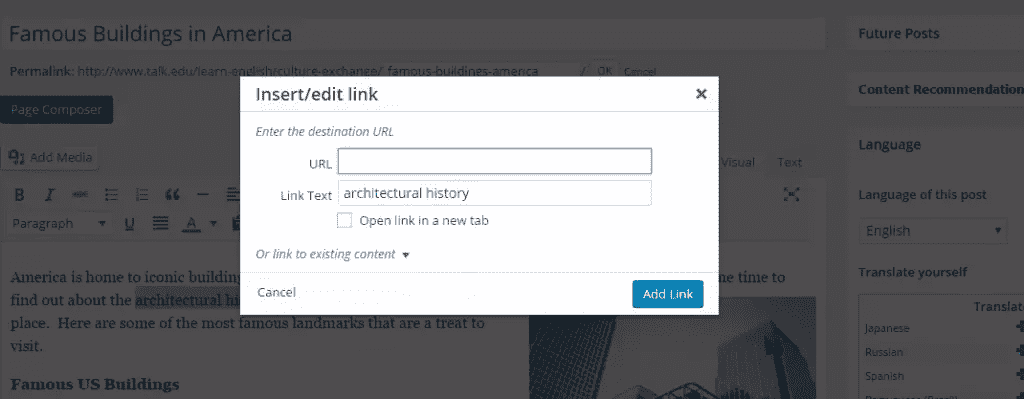 Famous Buildings in America
Permalink: http://www.talk.edu/learn-english/culture-exchange/ famous-buildings-america / OK Cancel
Page Composer
Add Media
Visual Text
B I ABC
Paragraph U A
Insert/edit link
Enter the destination URL
URL
Link Text architectural history
Open link in a new tab
Or link to existing content
Cancel
Add Link
America is home to iconic building
me time to
find out about the architectural hi
place. Here are some of the most famous landmarks that are a treat to
visit.
Famous US Buildings
Future Posts
Content Recommendation
Language
Language of this post
English
Translate yourself
Translat
Japanese
Russian
Spanish